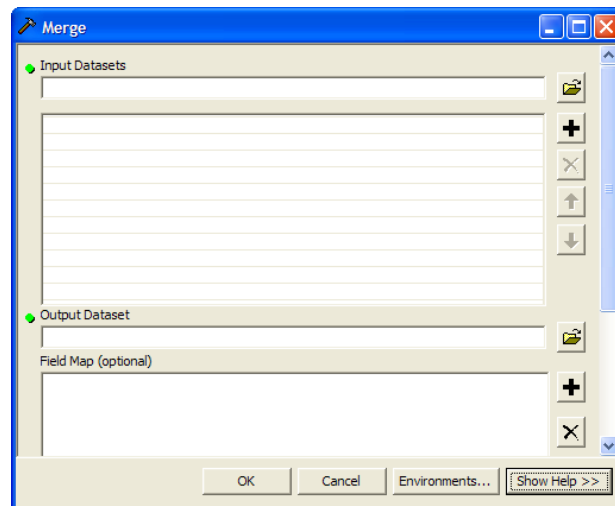 Merge
Input Datasets
Output Dataset
Field Map (optional)
OK
Cancel
Environments...
Show Help >>